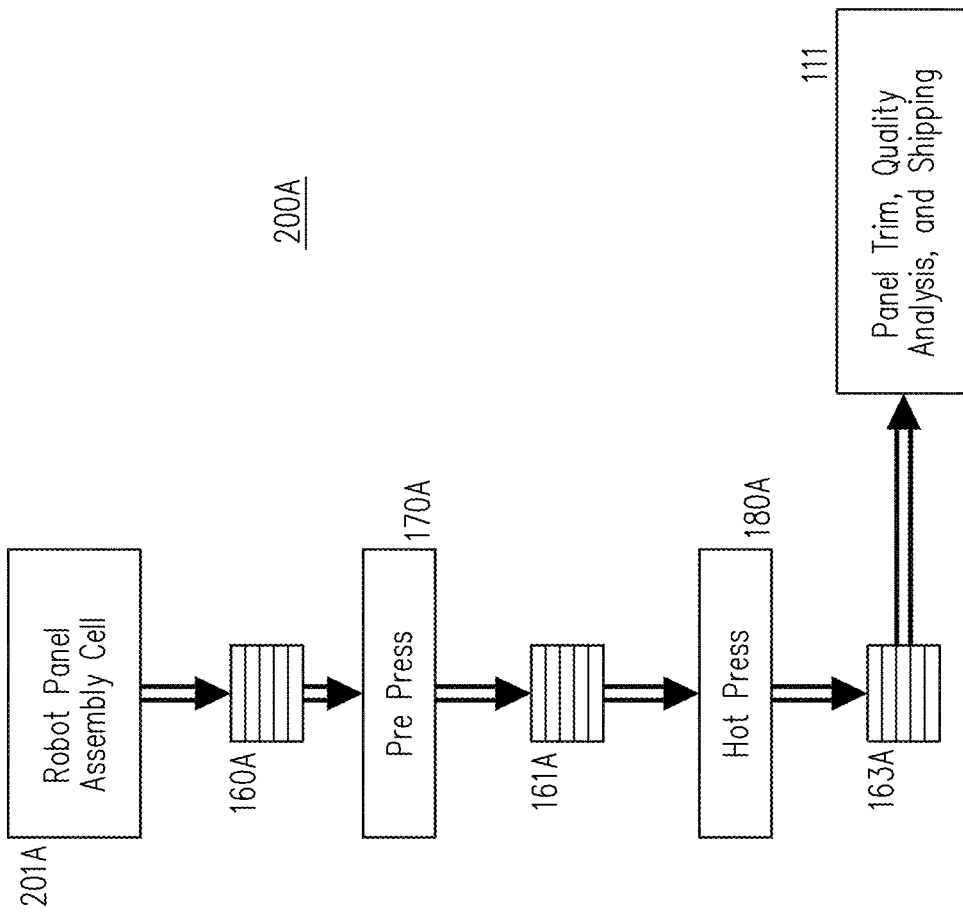 201A
Robot Panel
Assembly Cell
160A
200A
Pre Press
170A
161A
Hot Press
180A
163A
111
Panel Trim, Quality
Analysis, and Shipping